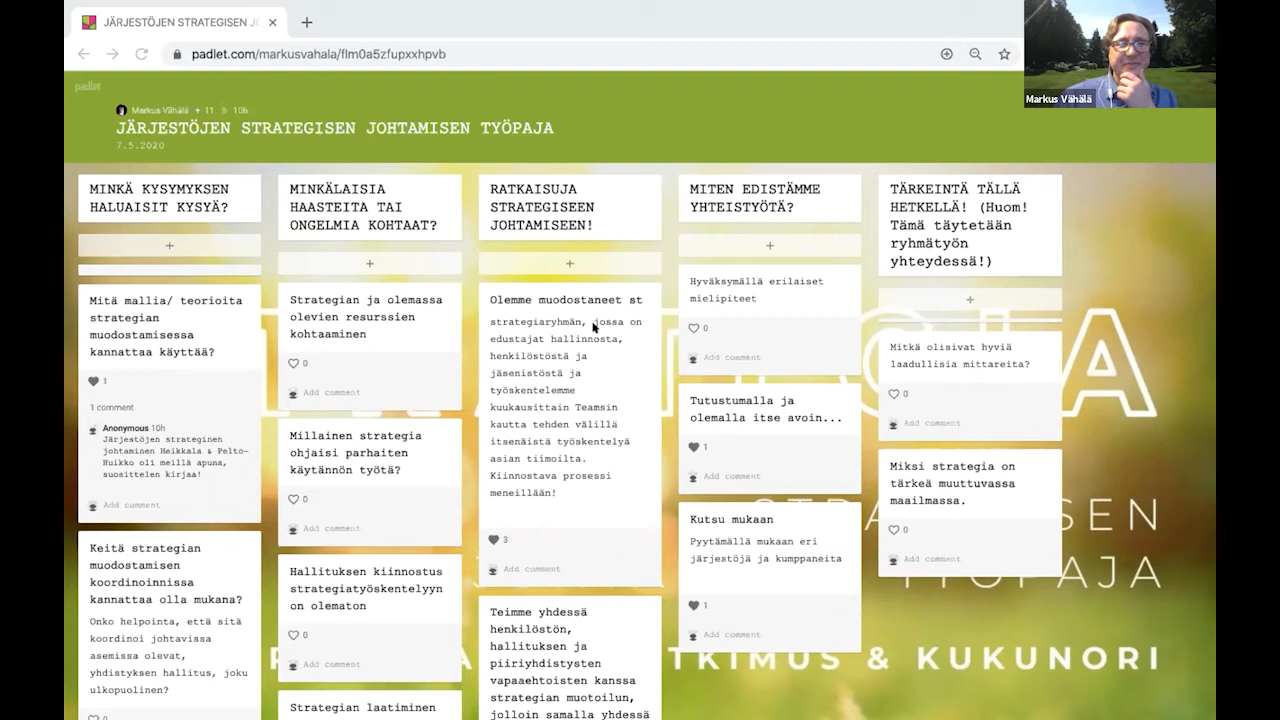 JÄRJESTÖJEN STRATEGISEN JO
padlet.com/markusvahala/flm0a5zfupxxhpvb
Markus Vähälä
padlet
Markus Vähälä + 11 10h
JÄRJESTÖJEN STRATEGISEN JOHTAMISEN TYÖPAJA
7.5.2020
MINKÄ KYSYMYKSEN
HALUAISIT KYSYÄ?
+
Mitä mallia/ teorioita
strategian
muodostamisessa
kannattaa käyttää?
1
1 comment
Anonymous 10h
Järjestöjen strateginen
johtaminen Heikkala & Pelto-
Huikko oli meillä apuna,
suosittelen kirjaa!
Add comment
Keitä strategian
muodostamisen
koordinoinnissa
kannattaa olla mukana?
Onko helpointa, että sitä
koordinoi johtavissa
asemissa olevat,
yhdistyksen hallitus, joku
ulkopuolinen?
0
MINKÄLAISIA
HAASTEITA TAI
ONGELMIA KOHTAAT?
+
Strategian ja olemassa
olevien resurssien
kohtaaminen
0
Add comment
Millainen strategia
ohjaisi parhaiten
käytännön työtä?
0
Add comment
Hallituksen kiinnostus
strategiatyöskentelyyn
on olematon
0
Add comment
Strategian laatiminen
RATKAISUJA
STRATEGISEEN
JOHTAMISEEN!
+
Olemme muodostaneet st
strategiaryhmän, jossa on
edustajat hallinnosta,
henkilöstöstä ja
jäsenistöstä ja
työskentelemme
kuukausittain Teamsin
kautta tehden välillä
itsenäistä työskentelyä
asian tiimoilta.
Kiinnostava prosessi
meneillään!
3
Add comment
Teimme yhdessä
henkilöstön,
hallituksen ja
piiriyhdistysten
vapaaehtoisten kanssa
strategian muotoilun,
jolloin samalla yhdessä
MITEN EDISTÄMME
YHTEISTYÖTÄ?
+
Hyväksymällä erilaiset
mielipiteet
0
Add comment
Tutustumalla ja
olemalla itse avoin...
1
Add comment
Kutsu mukaan
Pyytämällä mukaan eri
järjestöjä ja kumppaneita
1
Add comment
TÄRKEINTÄ TÄLLÄ
HETKELLÄ! (Huom!
Tämä täytetään
ryhmätyön
yhteydessä!)
+
Mitkä olisivat hyviä
laadullisia mittareita?
0
Add comment
Miksi strategia on
tärkeä muuttuvassa
maailmassa.
0
Add comment
TKIMUS & KUKUNORI